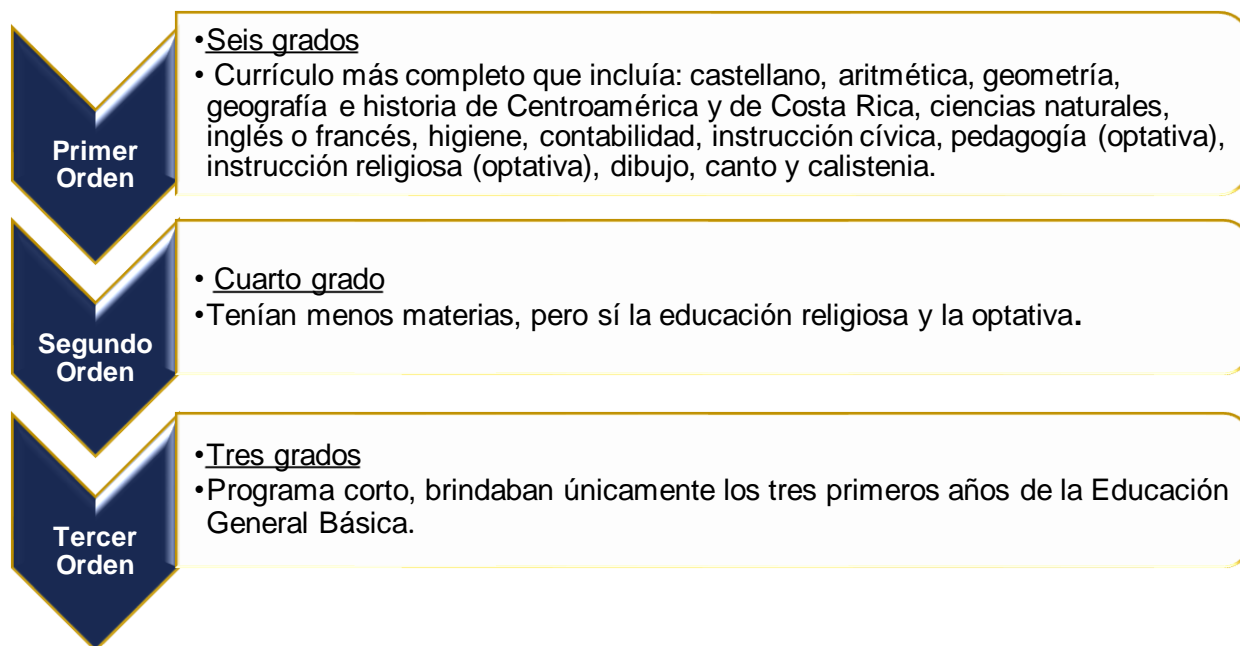 •Seis grados
• Currículo más completo que incluía: castellano, aritmética, geometría,
geografía e historia de Centroamérica y de Costa Rica, ciencias naturales,
inglés o francés, higiene, contabilidad, instrucción cívica, pedagogía (optativa),
instrucción religiosa (optativa), dibujo, canto y calistenia.
Primer
Orden
• Cuarto grado
•Tenían menos materias, pero sí la educación religiosa y la optativa.
Segundo
Orden
•Tres grados
•Programa corto, brindaban únicamente los tres primeros años de la Educación
General Básica.
Tercer
Orden